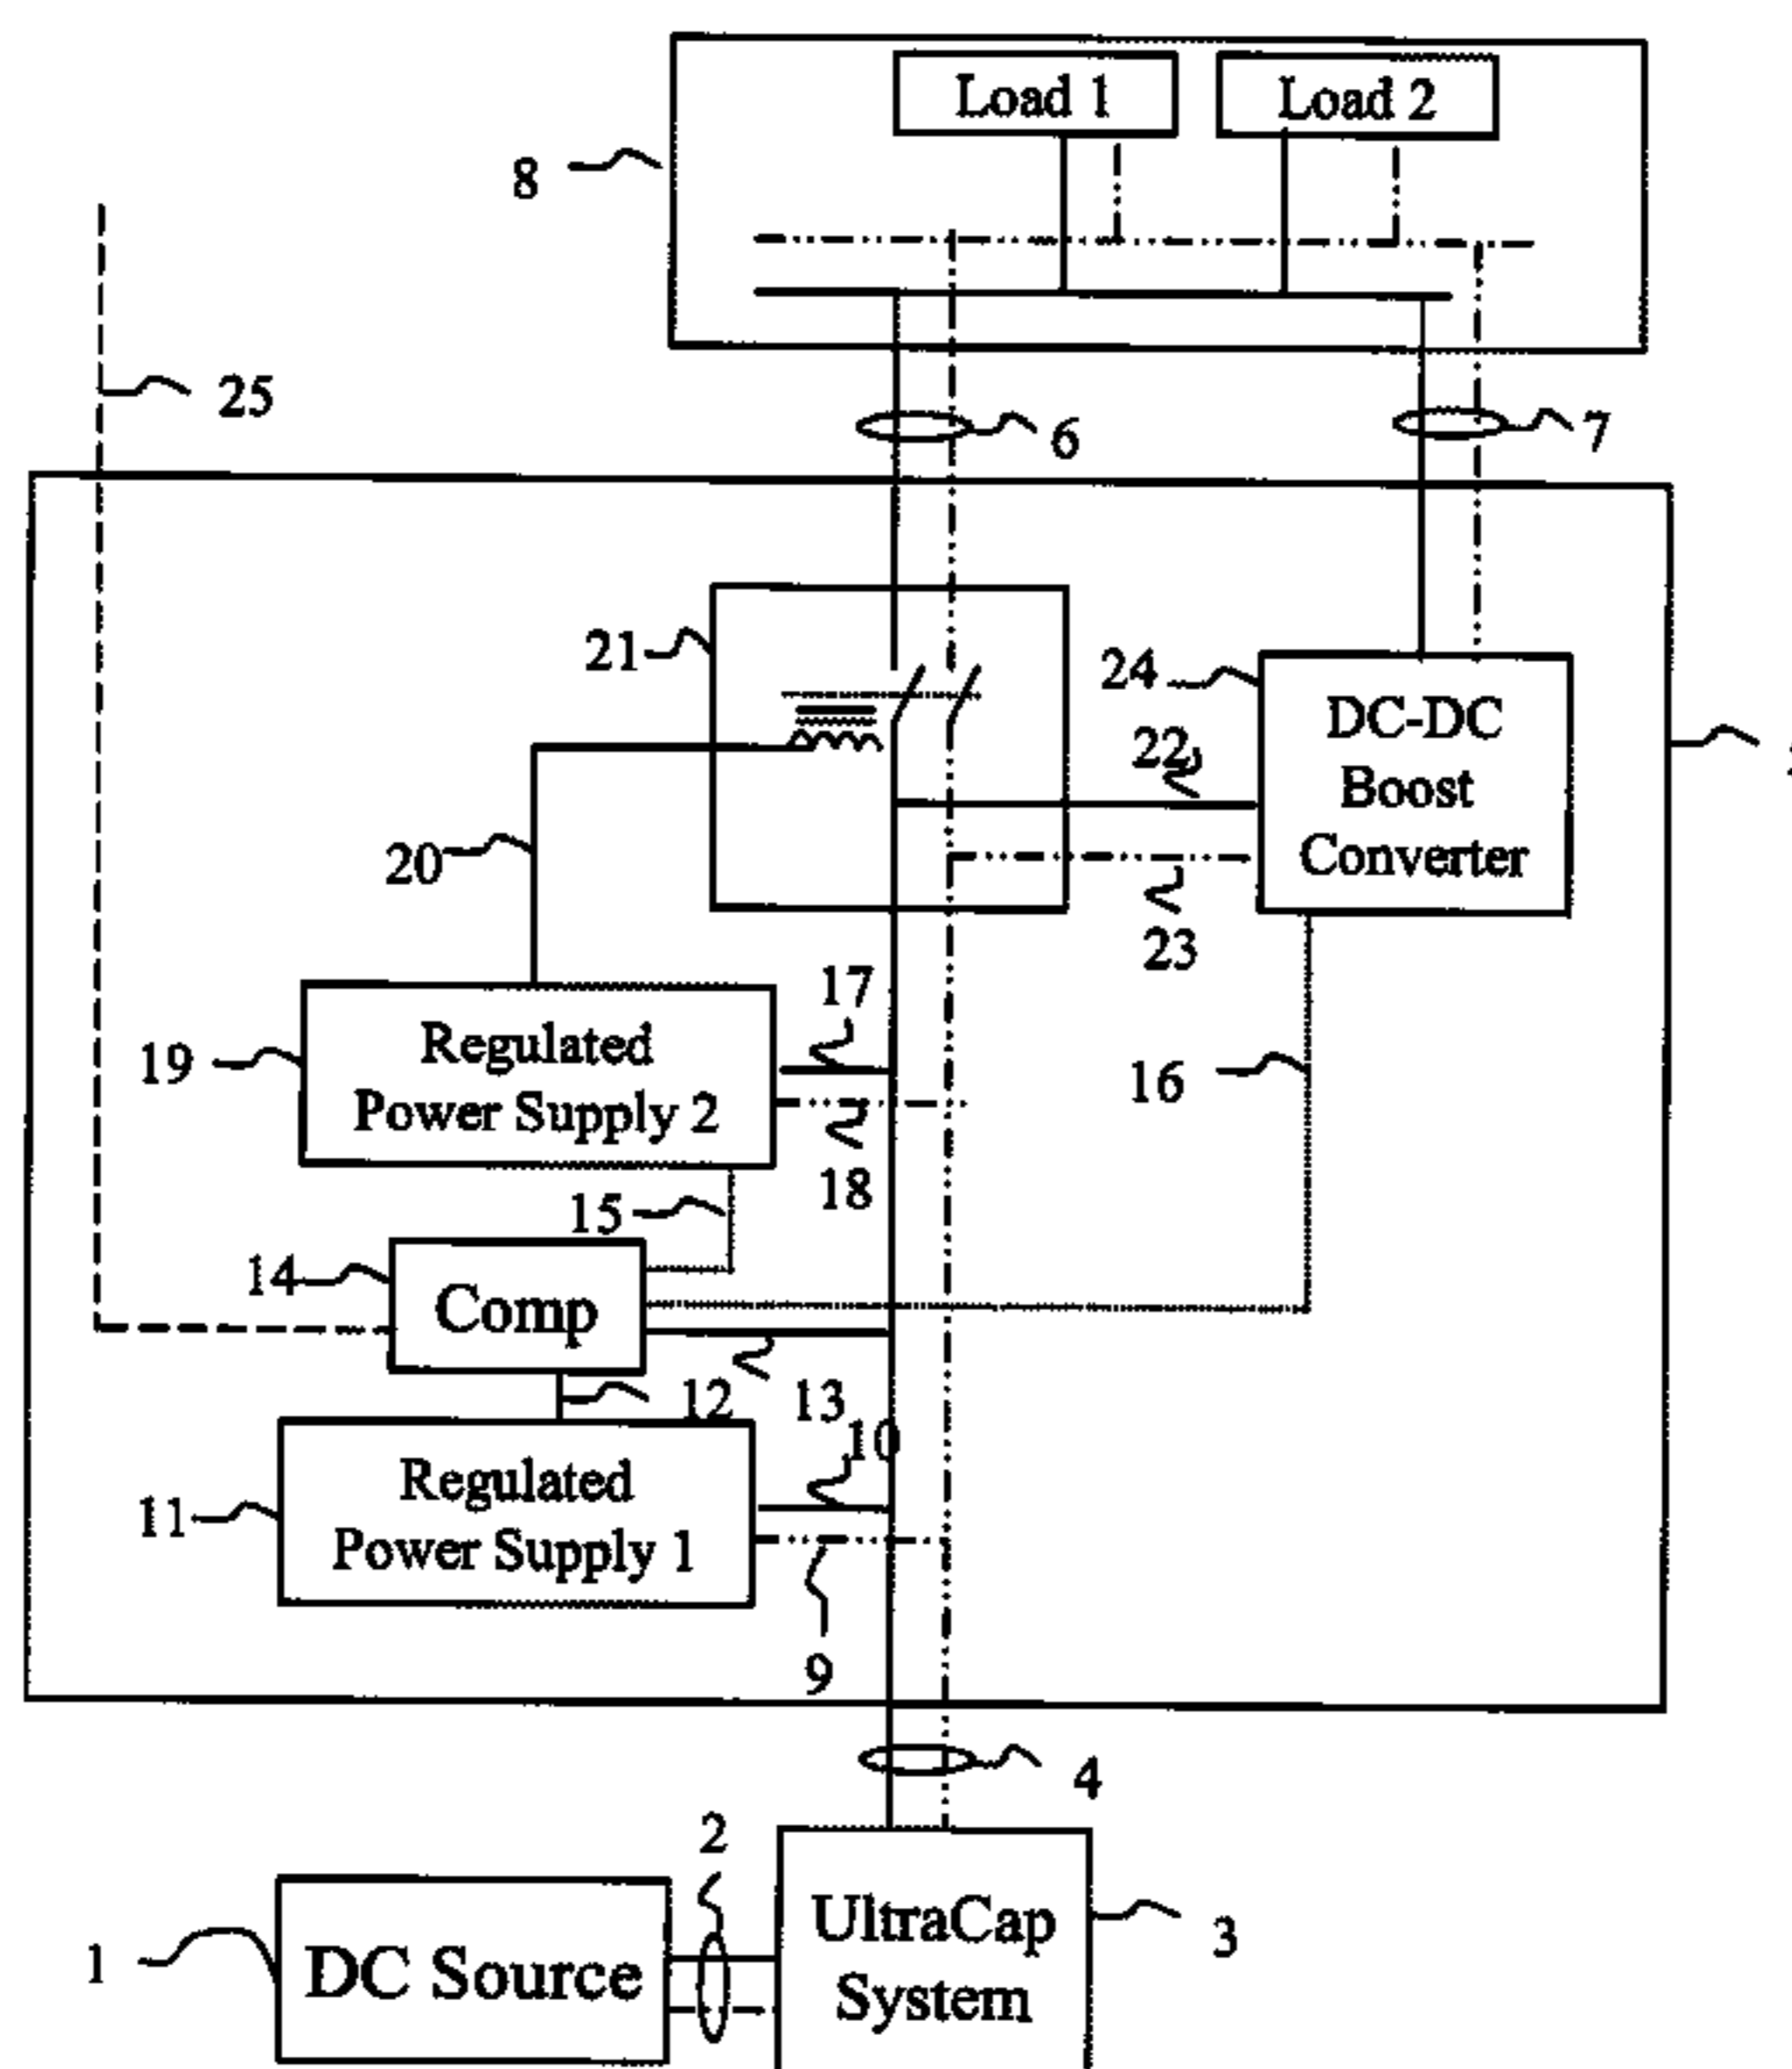 Load 1
Load 2
8
25
6
7
21
24
DC-DC
Boost
Converter
22
20
23
17
19
Regulated
Power Supply 2
16
18
15
14
Comp
12
13
10
Regulated
Power Supply 1
11
9
4
2
UltraCap
System
3
1
DC Source